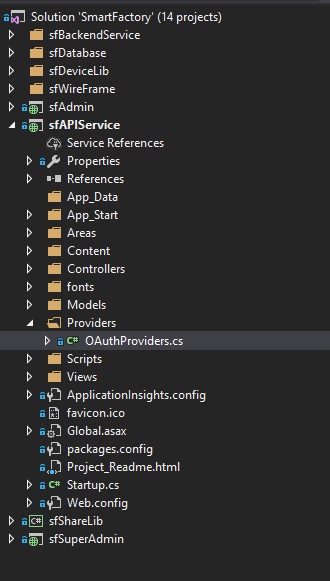 Solution 'SmartFactory' (14 projects)
sfBackendService
sfDatabase
sfDeviceLib
sfWireFrame
sfAdmin
sfAPIService
Service References
Properties
References
App_Data
App_Start
Areas
Content
Controllers
fonts
Models
Providers
C# OAuthProviders.cs
Scripts
Views
ApplicationInsights.config
favicon.ico
Global.asax
packages.config
Project_Readme.html
C# Startup.cs
Web.config
C# sfShareLib
sfSuperAdmin